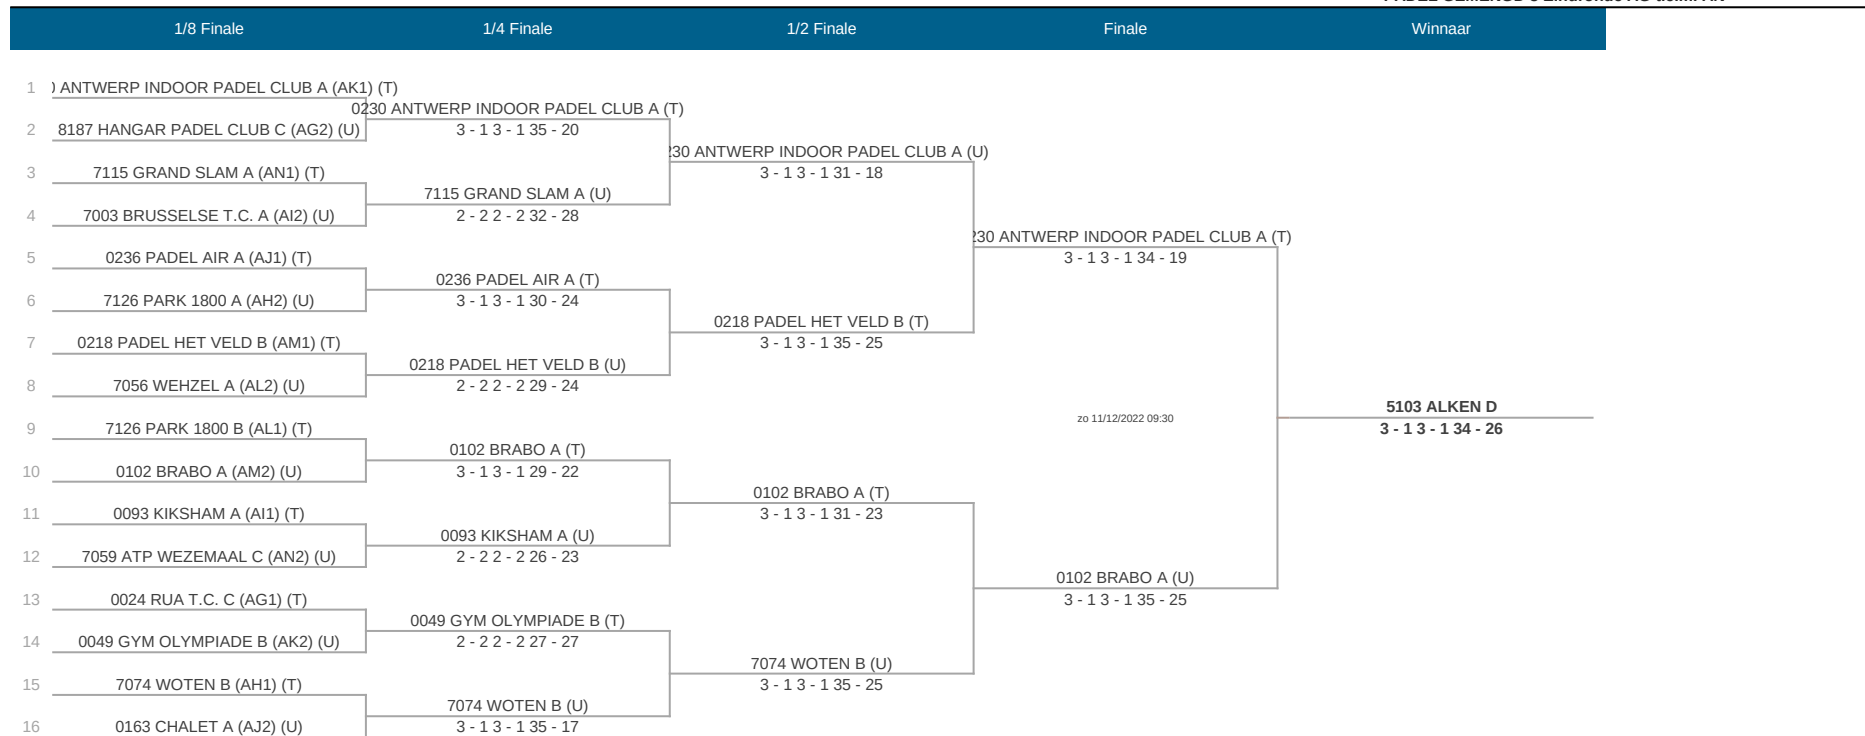 1/8 Finale 1/4 Finale 1/2 Finale Finale Winnaar
1 ANTWERP INDOOR PADEL CLUB A (AK1) (T)
0230 ANTWERP INDOOR PADEL CLUB A (T)
2 8187 HANGAR PADEL CLUB C (AG2) (U) 3 - 1 3 - 1 35 - 20
ANTWERP INDOOR PADEL CLUB A (U)
3 7115 GRAND SLAM A (AN1) (T) 3 - 1 3 - 1 31 - 18
7115 GRAND SLAM A (U)
4 7003 BRUSSELSE T.C. A (AI2) (U) 2 - 2 2 - 2 32 - 28
ANTWERP INDOOR PADEL CLUB A (T)
5 0236 PADEL AIR A (AJ1) (T) 3 - 1 3 - 1 34 - 19
0236 PADEL AIR A (T)
6 7126 PARK 1800 A (AH2) (U) 3 - 1 3 - 1 30 - 24
0218 PADEL HET VELD B (T)
7 0218 PADEL HET VELD B (AM1) (T) 3 - 1 3 - 1 35 - 25
0218 PADEL HET VELD B (U)
8 7056 WEHZEL A (AL2) (U) 2 - 2 2 - 2 29 - 24
5103 ALKEN D
zo 11/12/2022 09:30
9 7126 PARK 1800 B (AL1) (T) 3 - 1 3 - 1 34 - 26
0102 BRABO A (T)
10 0102 BRABO A (AM2) (U) 3 - 1 3 - 1 29 - 22
0102 BRABO A (T)
11 0093 KIKSHAM A (AI1) (T) 3 - 1 3 - 1 31 - 23
0093 KIKSHAM A (U)
12 7059 ATP WEZEMAAL C (AN2) (U) 2 - 2 2 - 2 26 - 23
0102 BRABO A (U)
13 0024 RUA T.C. C (AG1) (T) 3 - 1 3 - 1 35 - 25
0049 GYM OLYMPIADE B (T)
14 0049 GYM OLYMPIADE B (AK2) (U) 2 - 2 2 - 2 27 - 27
7074 WOTEN B (U)
15 7074 WOTEN B (AH1) (T) 3 - 1 3 - 1 35 - 25
7074 WOTEN B (U)
16 0163 CHALET A (AJ2) (U) 3 - 1 3 - 1 35 - 17